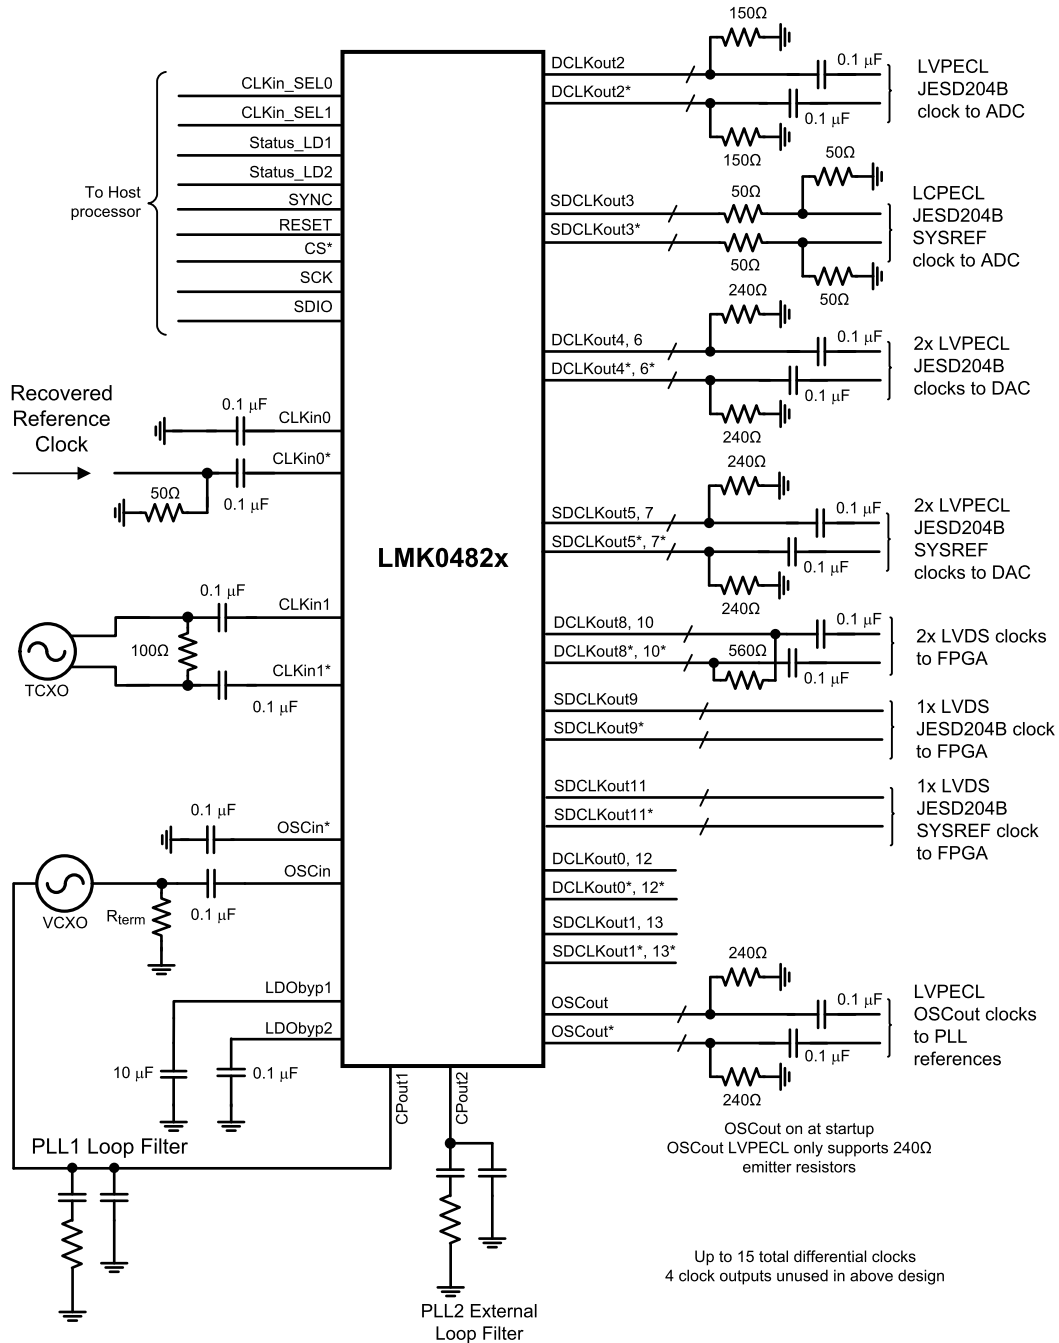 CLKin_SEL0
CLKin_SEL1
Status_LD1
Status_LD2
SYNC
RESET
CS*
SCK
SDIO
To Host
processor
Recovered
Reference
Clock
0.1 µF
CLKin0
CLKin0*
50Ω
0.1 µF
0.1 µF
CLKin1
100Ω
TCXO
CLKin1*
0.1 µF
0.1 µF
OSCin*
OSCin
VCXO
Rterm
0.1 µF
LDObyp1
LDObyp2
10 µF
0.1 µF
PLL1 Loop Filter
CPout1
CPout2
PLL2 External
Loop Filter
LMK0482x
150Ω
DCLKout2
0.1 µF
DCLKout2*
0.1 µF
150Ω
LVPECL
JESD204B
clock to ADC
50Ω
SDCLKout3
50Ω
SDCLKout3*
50Ω
50Ω
LCPECL
JESD204B
SYSREF
clock to ADC
240Ω
DCLKout4, 6
0.1 µF
DCLKout4*, 6*
0.1 µF
240Ω
2x LVPECL
JESD204B
clocks to DAC
240Ω
SDCLKout5, 7
0.1 µF
SDCLKout5*, 7*
0.1 µF
240Ω
2x LVPECL
JESD204B
SYSREF
clocks to DAC
DCLKout8, 10
0.1 µF
DCLKout8*, 10*
560Ω
0.1 µF
2x LVDS clocks
to FPGA
SDCLKout9
SDCLKout9*
1x LVDS
JESD204B clock
to FPGA
SDCLKout11
SDCLKout11*
1x LVDS
JESD204B
SYSREF clock
to FPGA
DCLKout0, 12
DCLKout0*, 12*
SDCLKout1, 13
SDCLKout1*, 13*
240Ω
OSCout
0.1 µF
OSCout*
0.1 µF
240Ω
LVPECL
OSCout clocks
to PLL
references
OSCout on at startup
OSCout LVPECL only supports 240Ω
emitter resistors
Up to 15 total differential clocks
4 clock outputs unused in above design